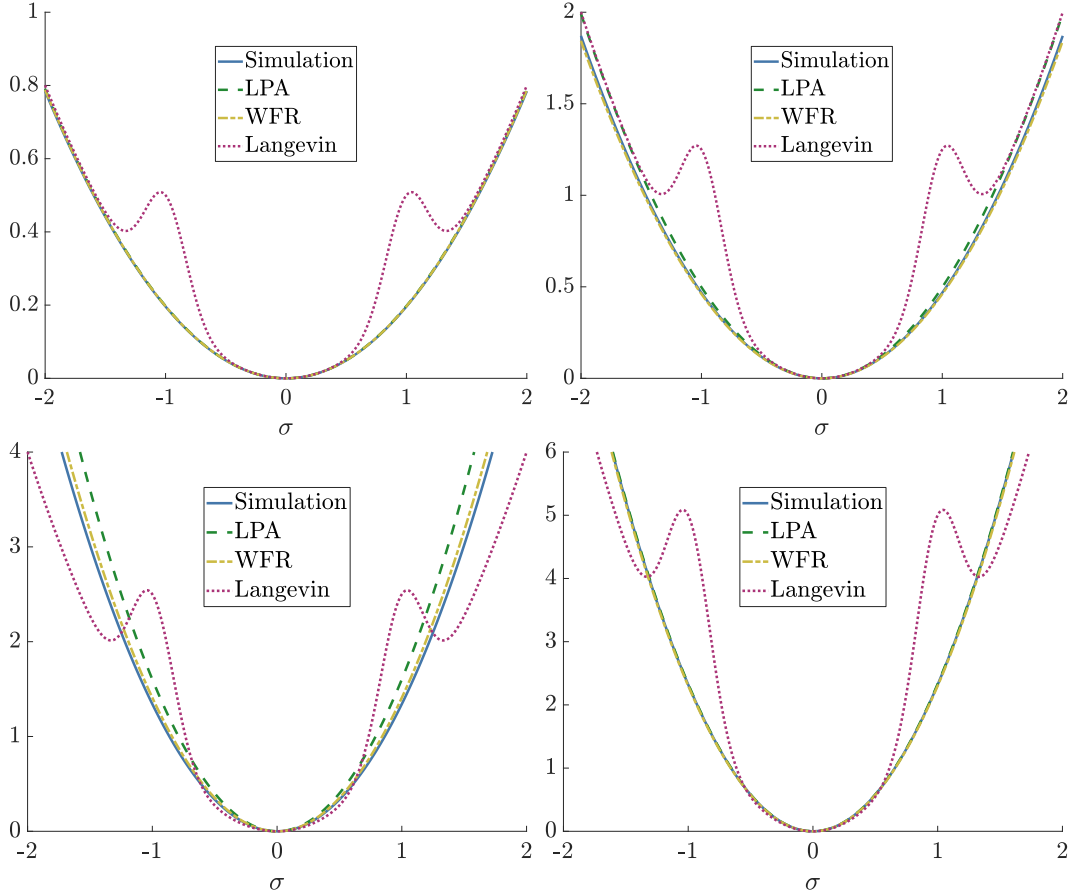 1
0.8
0.6
0.4
0.2
0
-2 -1 0 1 2
σ
Simulation
LPA
WFR
Langevin
2
1.5
1
0.5
0
-2 -1 0 1 2
σ
Simulation
LPA
WFR
Langevin
4
3
2
1
0
-2 -1 0 1 2
σ
Simulation
LPA
WFR
Langevin
6
5
4
3
2
1
0
-2 -1 0 1 2
σ
Simulation
LPA
WFR
Langevin